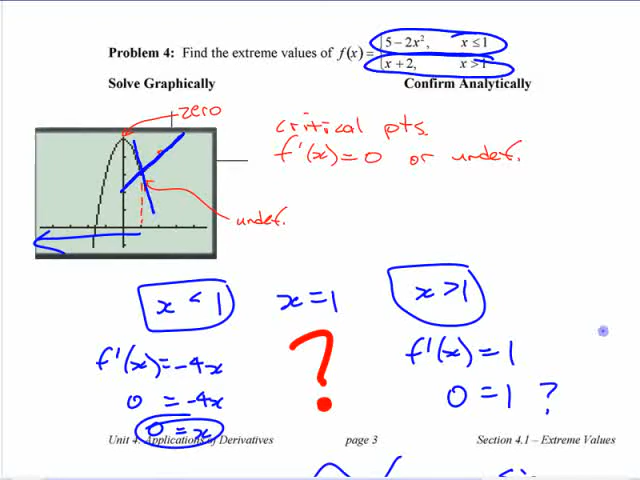 Problem 4: Find the extreme values of f(x) = { 5 − 2x², x ≤ 1
x + 2, x > 1
Solve Graphically Confirm Analytically
zero
critical pts.
f'(x) = 0 or undef.
undef.
x < 1 x = 1 x > 1
f'(x) = -4x ? f'(x) = 1
0 = -4x 0 = 1 ?
0 = x
Unit 4: Applications of Derivatives page 3 Section 4.1 – Extreme Values